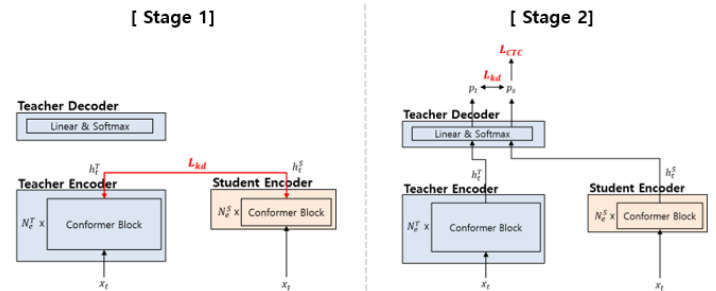 [ Stage 1]
Teacher Decoder
Linear & Softmax
h_t^T
L_kd
h_t^S
Teacher Encoder
Student Encoder
N_e^T x
Conformer Block
N_e^S x
Conformer Block
x_t
x_t
[ Stage 2]
L_CTC
L_kd
p_t
p_s
Teacher Decoder
Linear & Softmax
h_t^T
h_t^S
Teacher Encoder
Student Encoder
N_e^T x
Conformer Block
N_e^S x
Conformer Block
x_t
x_t